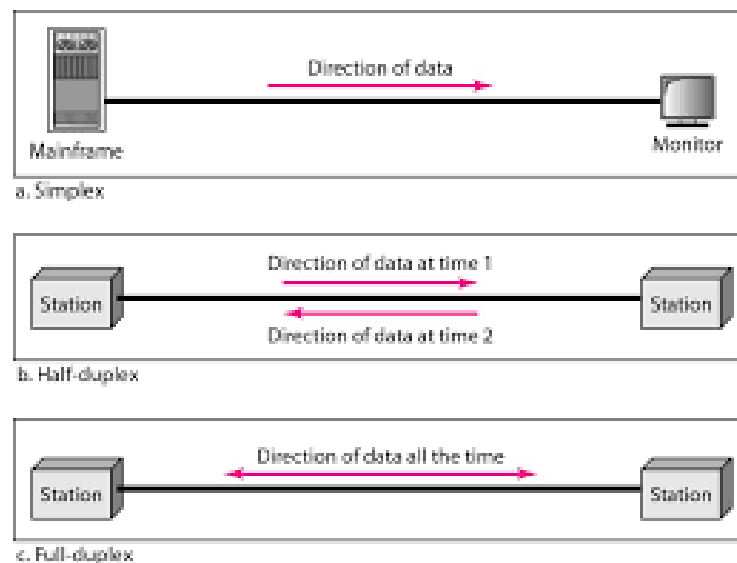 Direction of data
Mainframe
Monitor
a. Simplex
Direction of data at time 1
Station
Station
Direction of data at time 2
b. Half-duplex
Direction of data all the time
Station
Station
c. Full-duplex